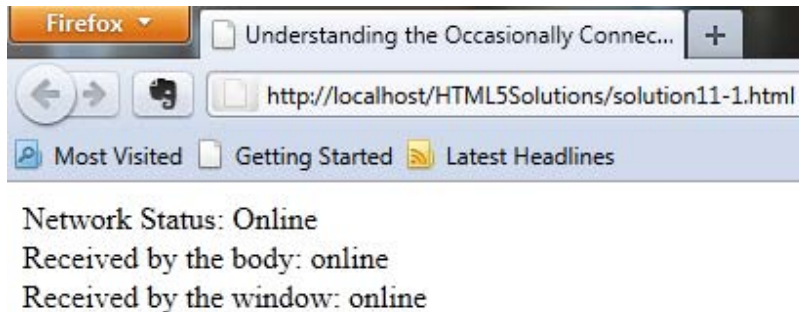 Firefox
Understanding the Occasionally Connec...
http://localhost/HTML5Solutions/solution11-1.html
Most Visited Getting Started Latest Headlines
Network Status: Online
Received by the body: online
Received by the window: online